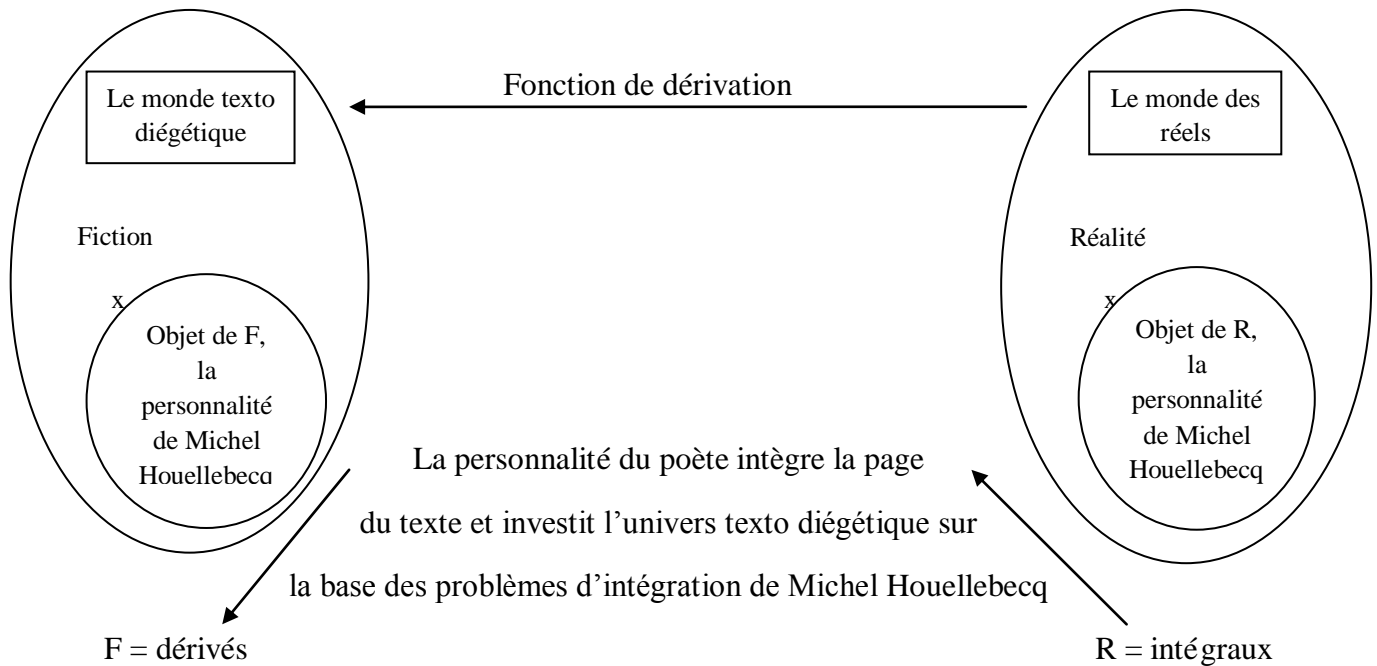 Fonction de dérivation
Le monde texto
diégétique
Le monde des
réels
Fiction
Réalité
x
Objet de F,
la
personnalité
de Michel
Houellebecq
x
Objet de R,
la
personnalité
de Michel
Houellebecq
La personnalité du poète intègre la page
du texte et investit l’univers texto diégétique sur
la base des problèmes d’intégration de Michel Houellebecq
F = dérivés
R = intégraux